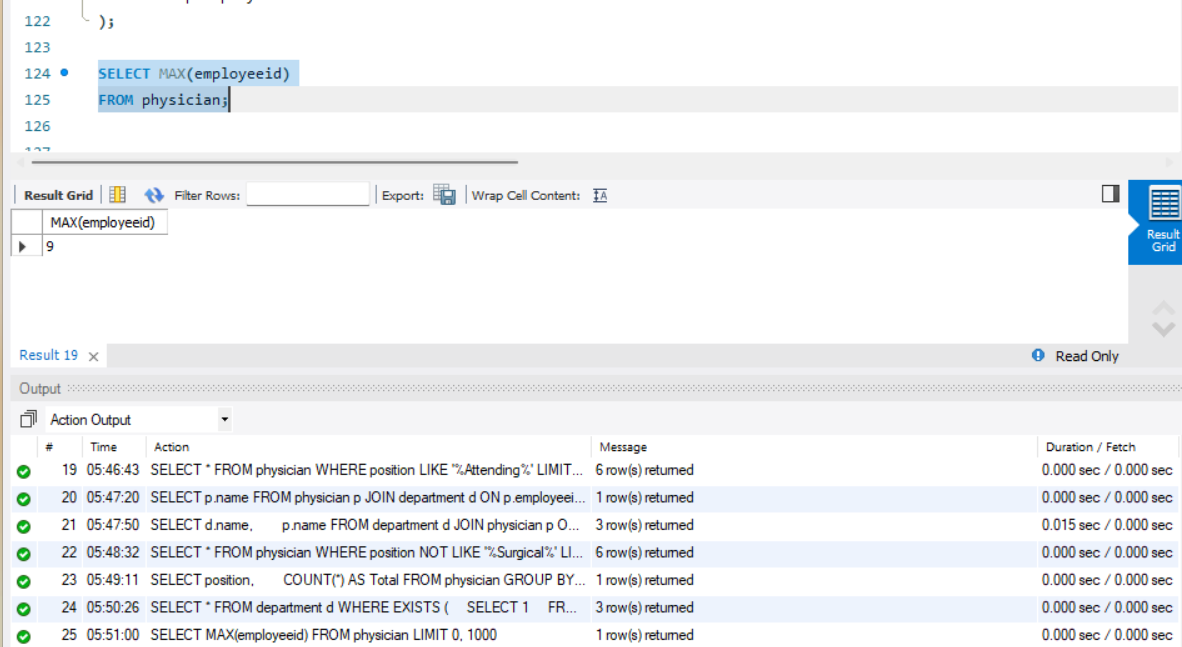 122 );
123
124 SELECT MAX(employeeid)
125 FROM physician;
126
Result Grid Filter Rows: Export: Wrap Cell Content:
MAX(employeeid)
9
Result Grid
Result 19 Read Only
Output
Action Output
# Time Action Message Duration / Fetch
19 05:46:43 SELECT * FROM physician WHERE position LIKE '%Attending%' LIMIT... 6 row(s) returned 0.000 sec / 0.000 sec
20 05:47:20 SELECT p.name FROM physician p JOIN department d ON p.employeei... 1 row(s) returned 0.000 sec / 0.000 sec
21 05:47:50 SELECT d.name, p.name FROM department d JOIN physician p O... 3 row(s) returned 0.015 sec / 0.000 sec
22 05:48:32 SELECT * FROM physician WHERE position NOT LIKE '%Surgical%' LI... 6 row(s) returned 0.000 sec / 0.000 sec
23 05:49:11 SELECT position, COUNT(*) AS Total FROM physician GROUP BY... 1 row(s) returned 0.000 sec / 0.000 sec
24 05:50:26 SELECT * FROM department d WHERE EXISTS ( SELECT 1 FR... 3 row(s) returned 0.000 sec / 0.000 sec
25 05:51:00 SELECT MAX(employeeid) FROM physician LIMIT 0, 1000 1 row(s) returned 0.000 sec / 0.000 sec